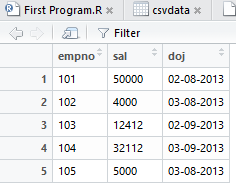 First Program.R csvdata
Filter
empno sal doj
1 101 50000 02-08-2013
2 102 4000 03-08-2013
3 103 12412 02-09-2013
4 104 32112 03-09-2013
5 105 5000 03-08-2013